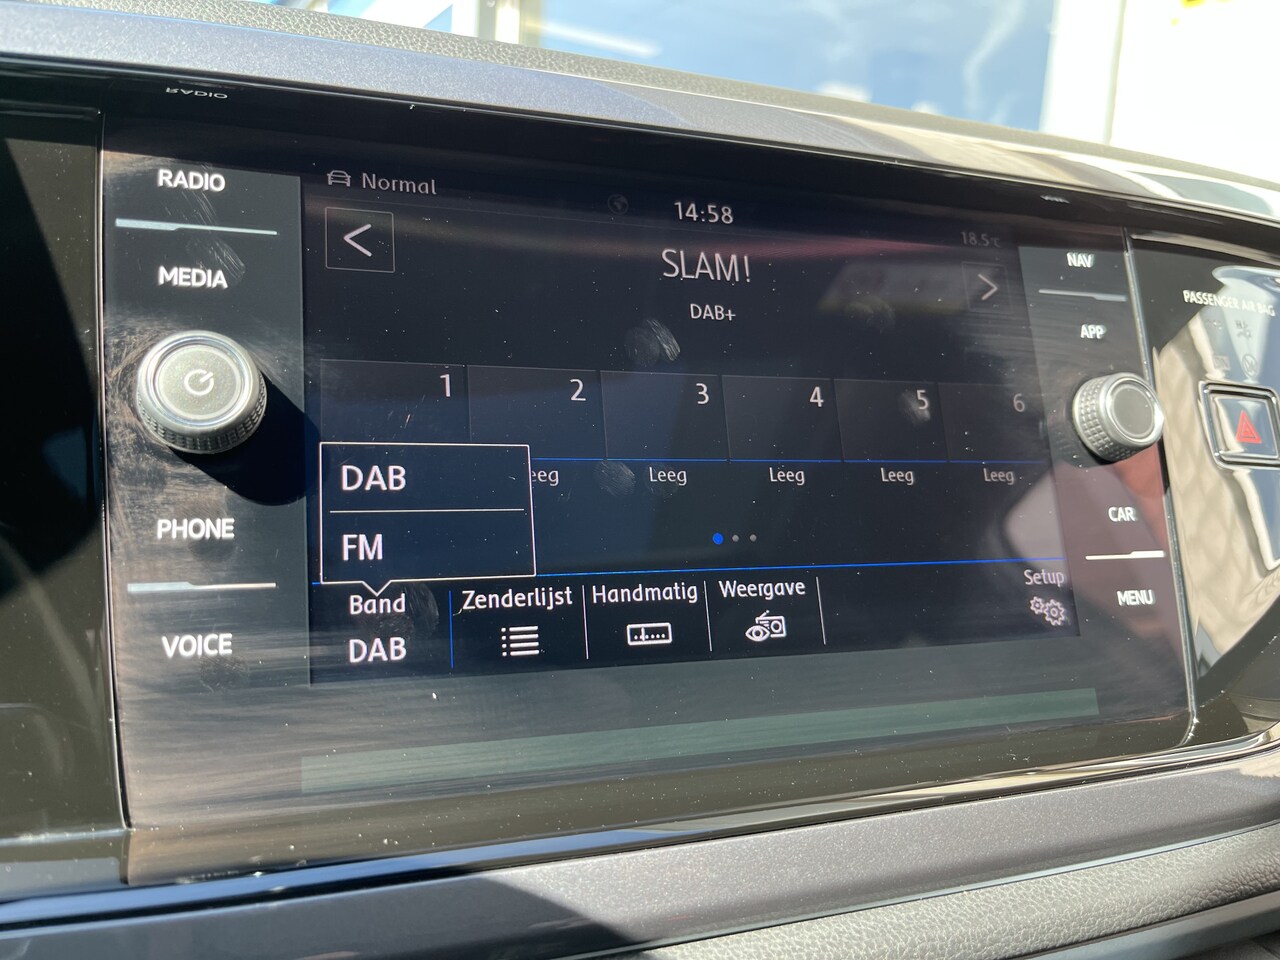 RADIO
RADIO
MEDIA
PHONE
VOICE
Normal
14:58
18.5°C
SLAM!
DAB+
1 2 3 4 5 6
DAB
FM
Leeg Leeg Leeg Leeg
Band
DAB
Zenderlijst
Handmatig
Weergave
Setup
NAV
APP
CAR
MENU
PASSENGER AIR BAG